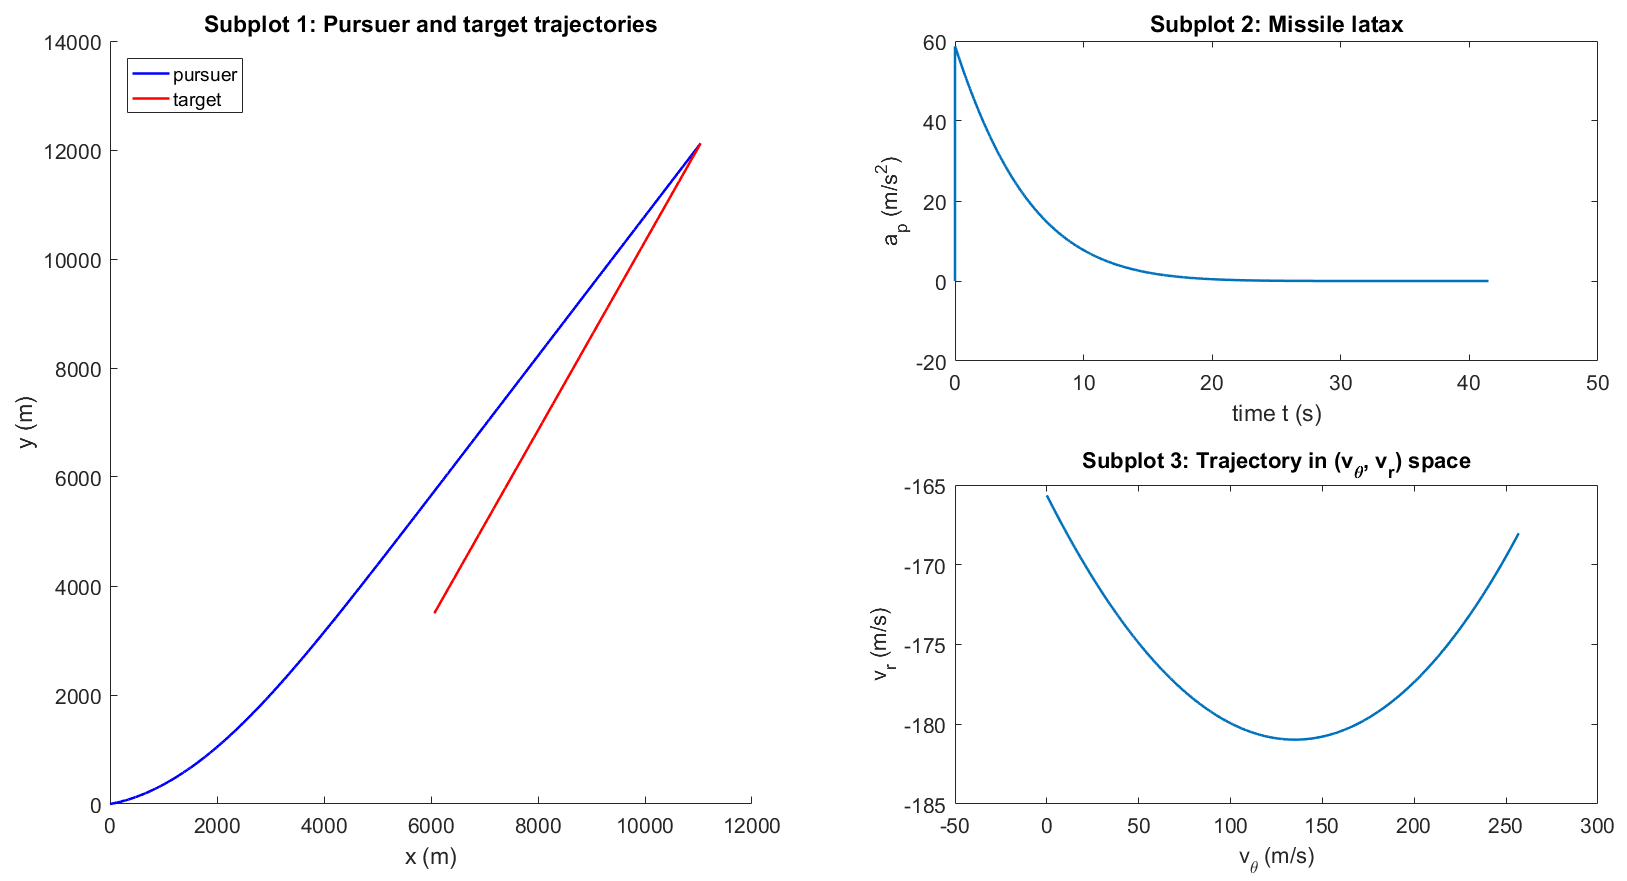 Subplot 1: Pursuer and target trajectories
14000
12000
10000
8000
6000
4000
2000
0
y (m)
pursuer
target
0 2000 4000 6000 8000 10000 12000
x (m)
Subplot 2: Missile latax
60
40
20
0
-20
a_p (m/s^2)
0 10 20 30 40 50
time t (s)
Subplot 3: Trajectory in (v_θ, v_r) space
-165
-170
-175
-180
-185
v_r (m/s)
-50 0 50 100 150 200 250 300
v_θ (m/s)